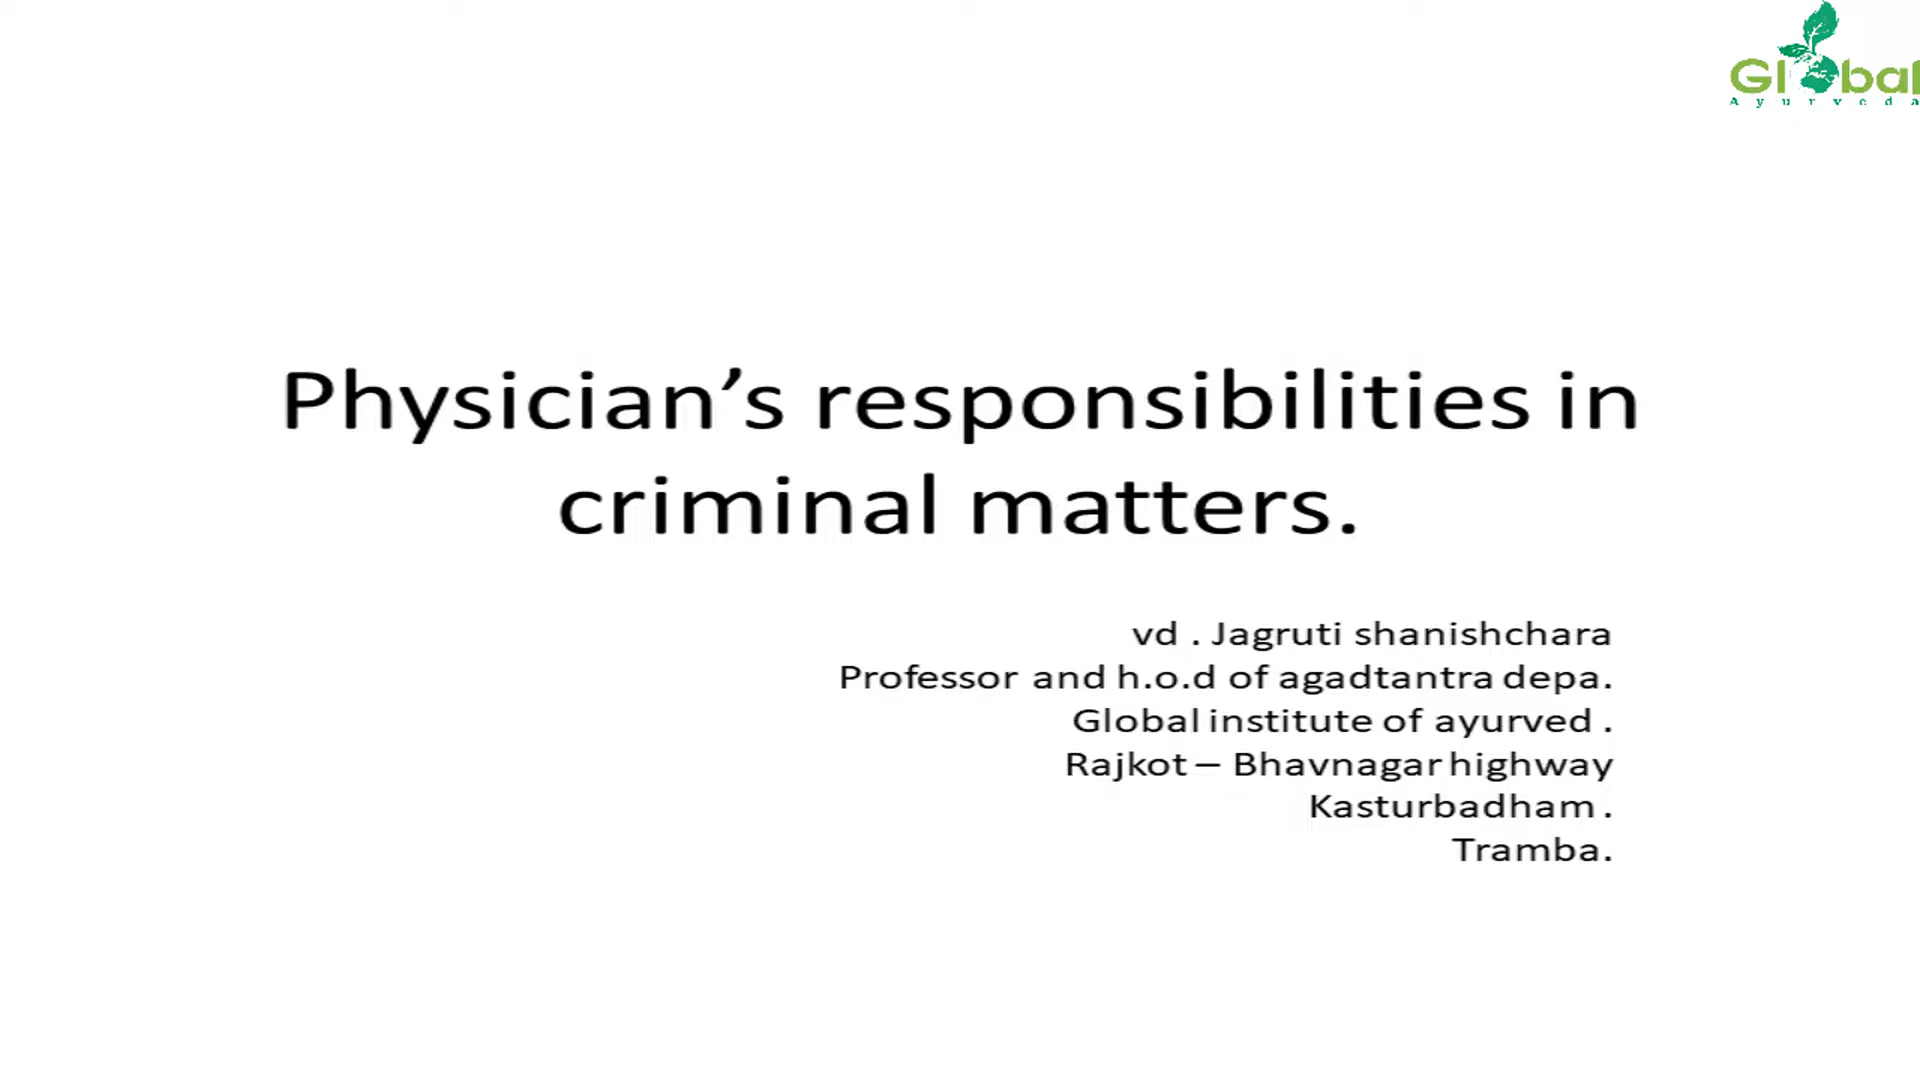 Global
Ayurveda
Physician’s responsibilities in
criminal matters.
vd . Jagruti shanishchara
Professor and h.o.d of agadtantra depa.
Global institute of ayurved .
Rajkot – Bhavnagar highway
Kasturbadham .
Tramba.